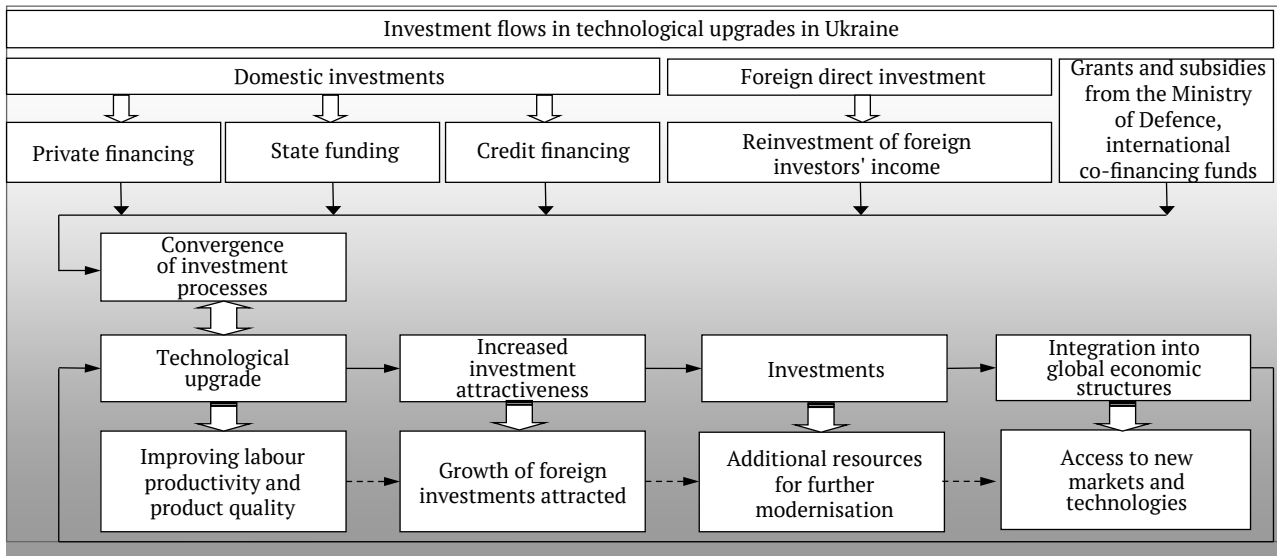 Investment flows in technological upgrades in Ukraine
Domestic investments
Foreign direct investment
Grants and subsidies
from the Ministry
of Defence,
international
co-financing funds
Private financing
State funding
Credit financing
Reinvestment of foreign
investors' income
Convergence
of investment
processes
Technological
upgrade
Increased
investment
attractiveness
Investments
Integration into
global economic
structures
Improving labour
productivity and
product quality
Growth of foreign
investments attracted
Additional resources
for further
modernisation
Access to new
markets and
technologies